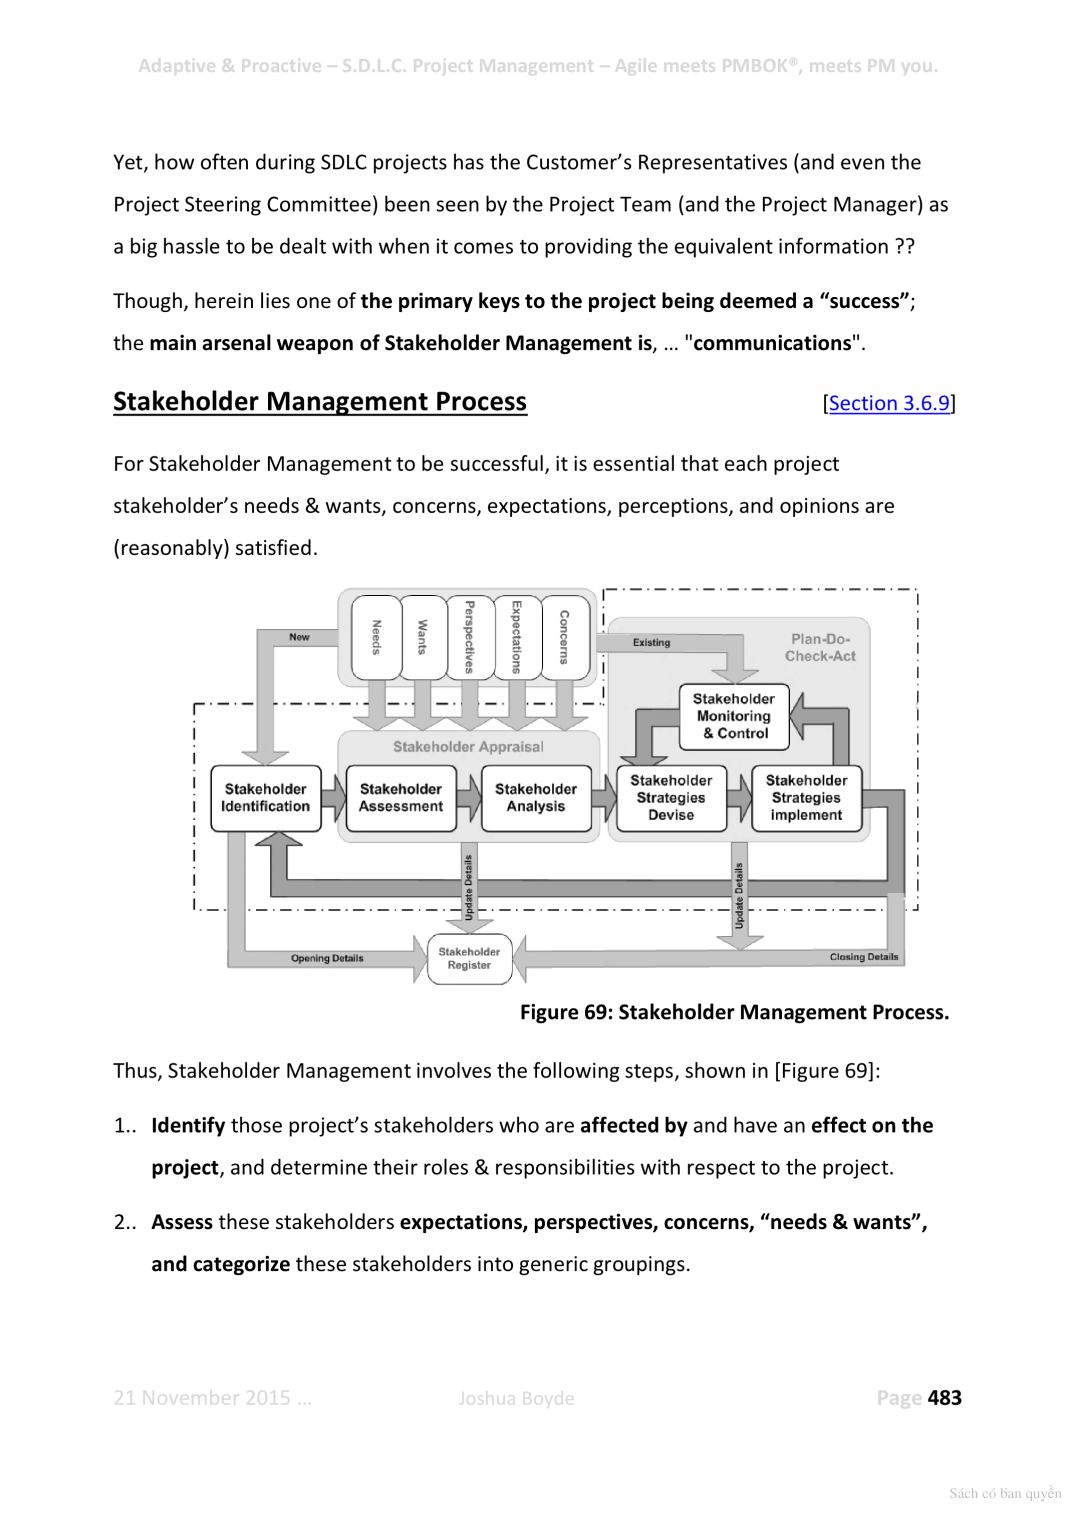 Adaptive & Proactive – S.D.L.C. Project Management – Agile meets PMBOK®, meets PM you.
Yet, how often during SDLC projects has the Customer’s Representatives (and even the
Project Steering Committee) been seen by the Project Team (and the Project Manager) as
a big hassle to be dealt with when it comes to providing the equivalent information ??
Though, herein lies one of the primary keys to the project being deemed a “success”;
the main arsenal weapon of Stakeholder Management is, … "communications".
Stakeholder Management Process [Section 3.6.9]
For Stakeholder Management to be successful, it is essential that each project
stakeholder’s needs & wants, concerns, expectations, perceptions, and opinions are
(reasonably) satisfied.
Needs
Wants
Perspectives
Expectations
Concerns
New
Existing
Plan-Do-
Check-Act
Stakeholder
Monitoring
& Control
Stakeholder Appraisal
Stakeholder
Identification
Stakeholder
Assessment
Stakeholder
Analysis
Stakeholder
Strategies
Devise
Stakeholder
Strategies
implement
Update Details
Update Details
Opening Details
Stakeholder
Register
Closing Details
Figure 69: Stakeholder Management Process.
Thus, Stakeholder Management involves the following steps, shown in [Figure 69]:
1.. Identify those project’s stakeholders who are affected by and have an effect on the
project, and determine their roles & responsibilities with respect to the project.
2.. Assess these stakeholders expectations, perspectives, concerns, “needs & wants”,
and categorize these stakeholders into generic groupings.
21 November 2015 … Joshua Boyde Page 483
Sách có bản quyền